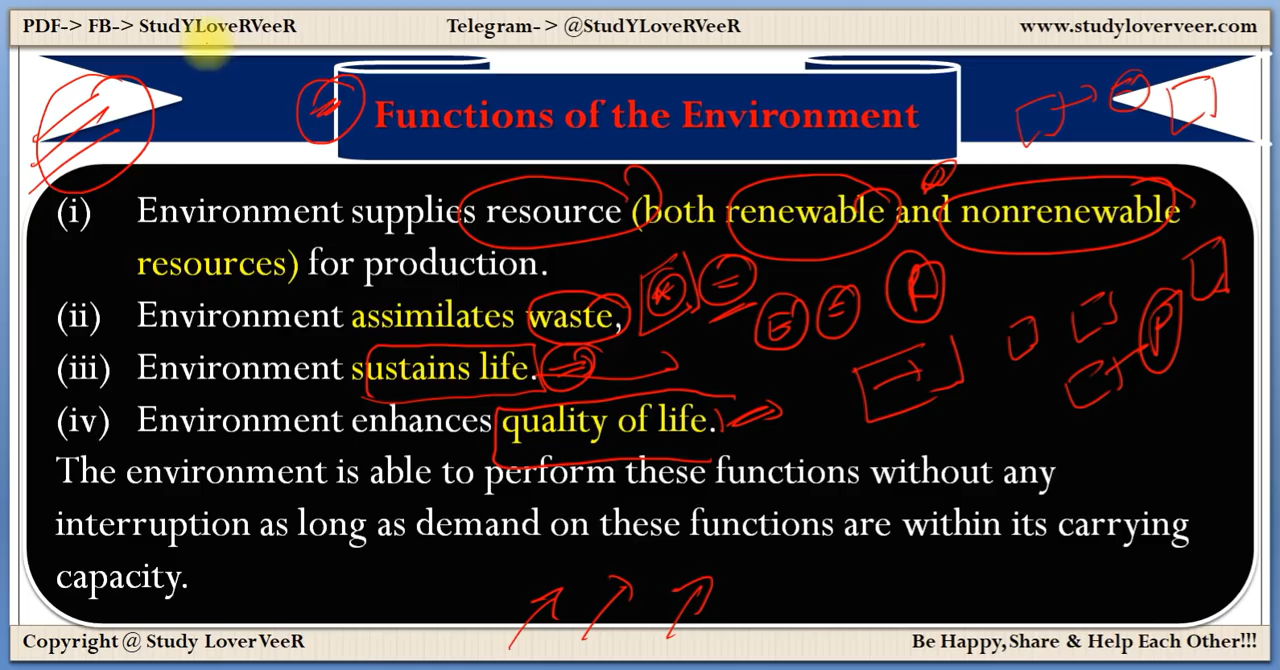 PDF-> FB-> StudYLoveRVeeR Telegram- > @StudYLoveRVeeR www.studyloverveer.com
Functions of the Environment
(i) Environment supplies resource (both renewable and nonrenewable
resources) for production.
(ii) Environment assimilates waste,
(iii) Environment sustains life.
(iv) Environment enhances quality of life.
The environment is able to perform these functions without any
interruption as long as demand on these functions are within its carrying
capacity.
Copyright @ Study LoverVeeR Be Happy,Share & Help Each Other!!!